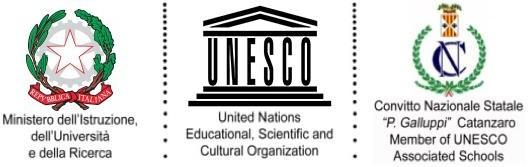 REPVBBLICA ITALIANA
Ministero dell'Istruzione,
dell'Università
e della Ricerca
UNESCO
United Nations
Educational, Scientific and
Cultural Organization
CN
Convitto Nazionale Statale
"P. Galluppi" Catanzaro
Member of UNESCO
Associated Schools